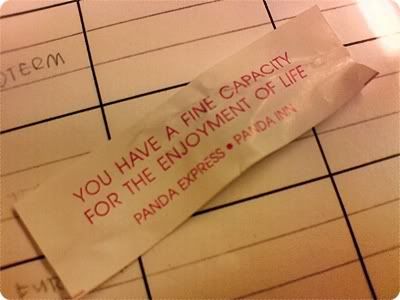 YOU HAVE A FINE CAPACITY
FOR THE ENJOYMENT OF LIFE
PANDA EXPRESS • PANDA INN